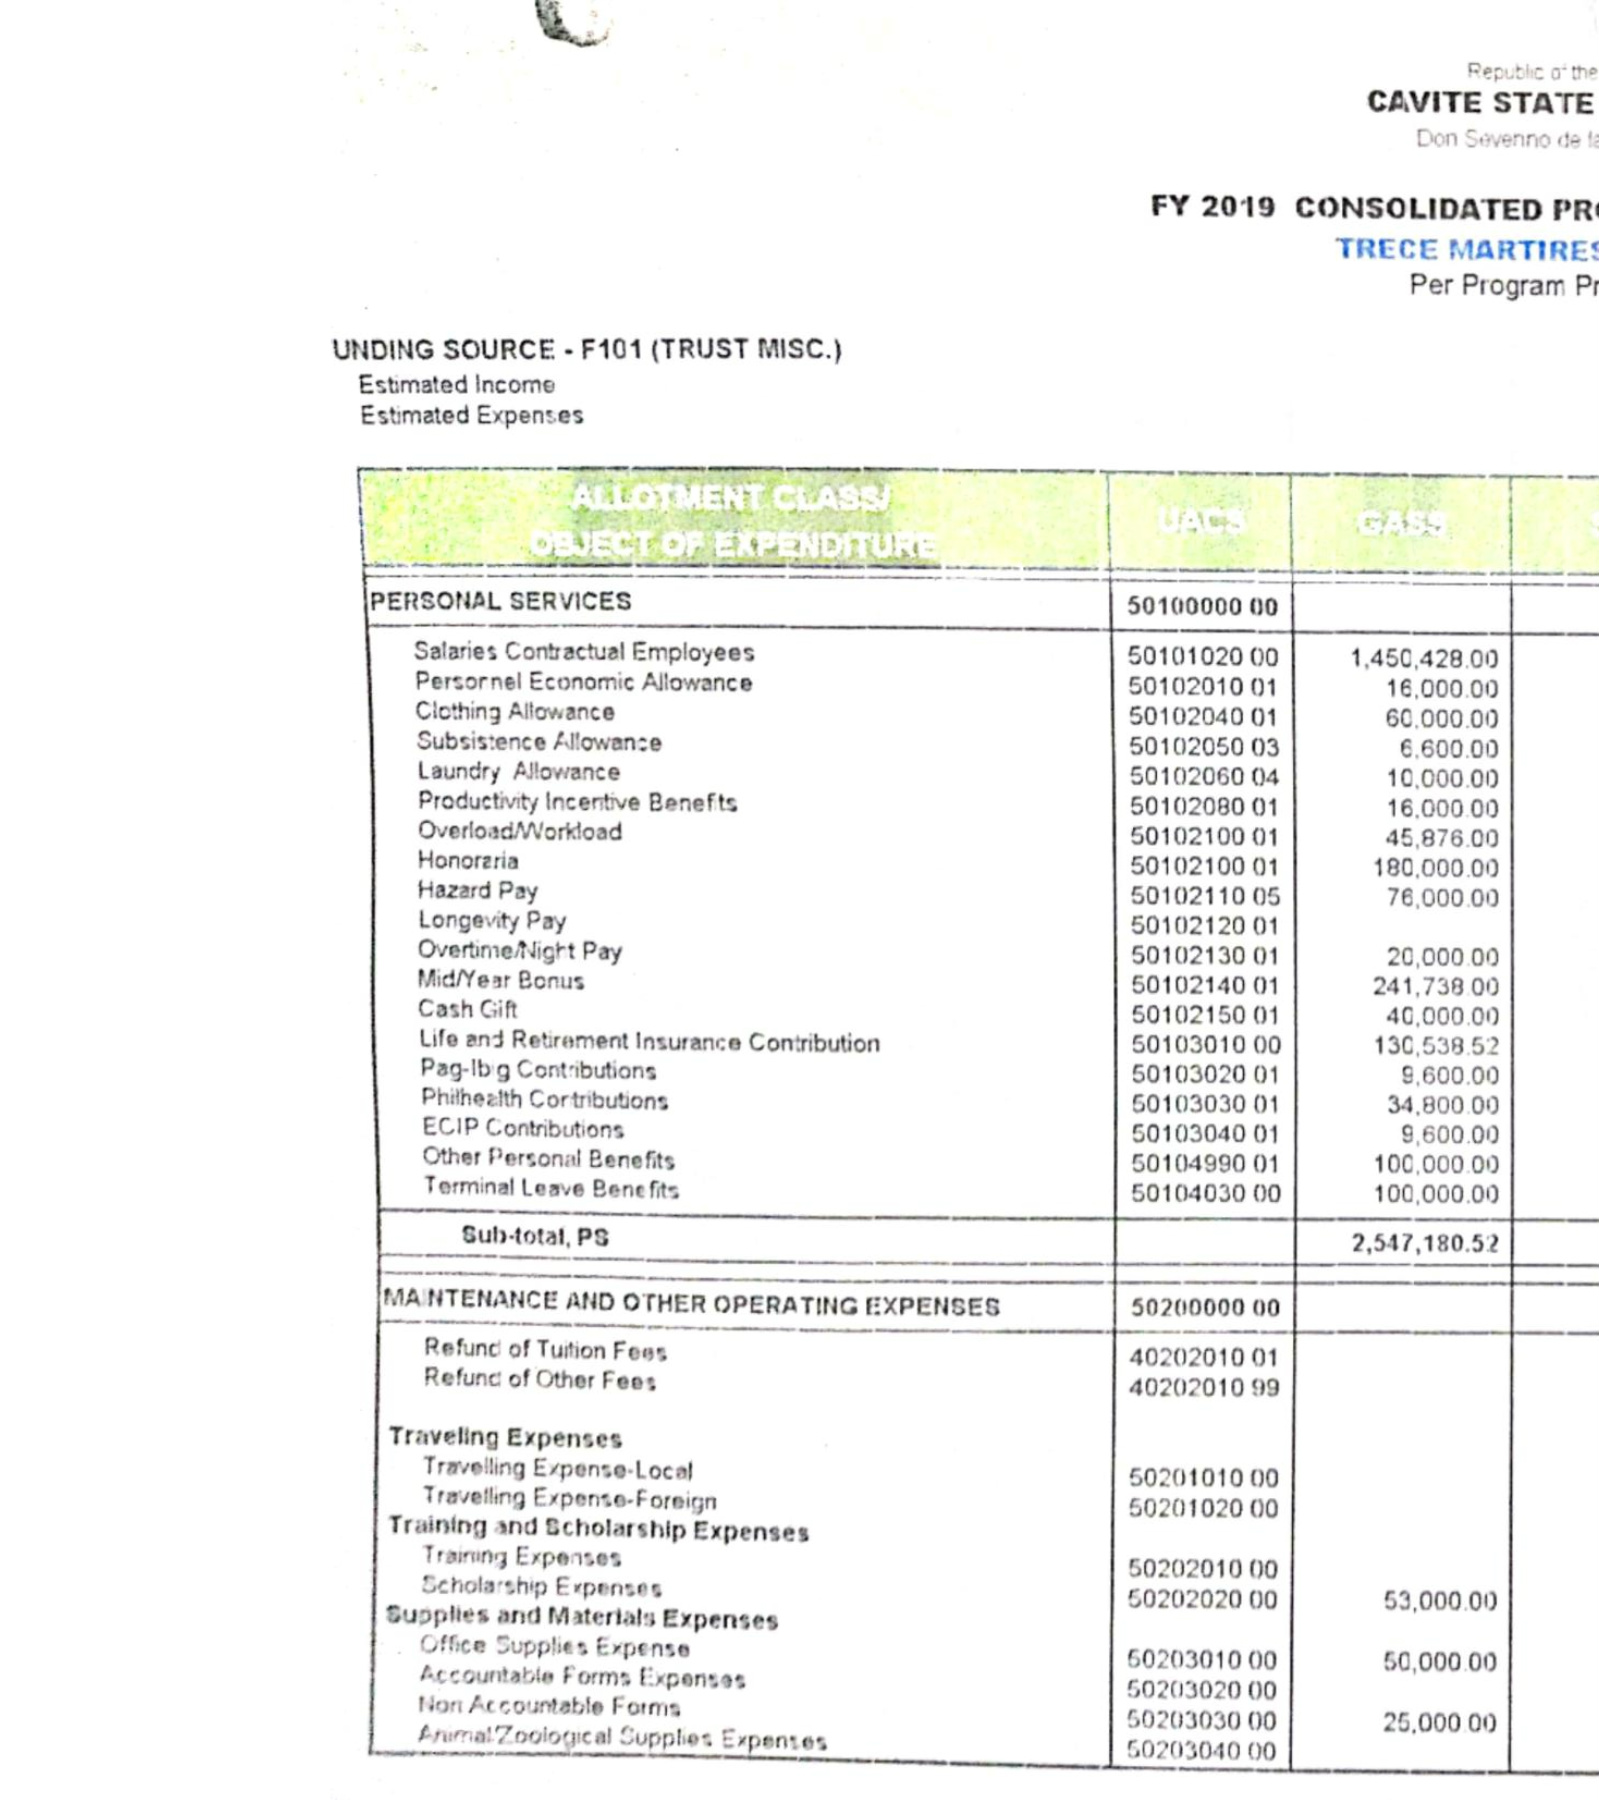 Republic of the
CAVITE STATE
Don Severino de la
FY 2019 CONSOLIDATED PRO
TRECE MARTIRES
Per Program Pr
UNDING SOURCE - F101 (TRUST MISC.)
Estimated Income
Estimated Expenses
ALLOTMENT CLASS/
OBJECT OF EXPENDITURE UACS GASS
PERSONAL SERVICES 50100000 00
Salaries Contractual Employees 50101020 00 1,450,428.00
Personnel Economic Allowance 50102010 01 16,000.00
Clothing Allowance 50102040 01 60,000.00
Subsistence Allowance 50102050 03 6,600.00
Laundry Allowance 50102060 04 10,000.00
Productivity Incentive Benefits 50102080 01 16,000.00
Overload/Workload 50102100 01 45,876.00
Honoraria 50102100 01 180,000.00
Hazard Pay 50102110 05 76,000.00
Longevity Pay 50102120 01
Overtime/Night Pay 50102130 01 20,000.00
Mid/Year Bonus 50102140 01 241,738.00
Cash Gift 50102150 01 40,000.00
Life and Retirement Insurance Contribution 50103010 00 130,538.52
Pag-Ibig Contributions 50103020 01 9,600.00
Philhealth Contributions 50103030 01 34,800.00
ECIP Contributions 50103040 01 9,600.00
Other Personal Benefits 50104990 01 100,000.00
Terminal Leave Benefits 50104030 00 100,000.00
Sub-total, PS 2,547,180.52
MAINTENANCE AND OTHER OPERATING EXPENSES 50200000 00
Refund of Tuition Fees 40202010 01
Refund of Other Fees 40202010 99
Traveling Expenses
Travelling Expense-Local 50201010 00
Travelling Expense-Foreign 50201020 00
Training and Scholarship Expenses
Training Expenses 50202010 00
Scholarship Expenses 50202020 00 53,000.00
Supplies and Materials Expenses
Office Supplies Expense 50203010 00 50,000.00
Accountable Forms Expenses 50203020 00
Non Accountable Forms 50203030 00 25,000.00
Animal/Zoological Supplies Expenses 50203040 00